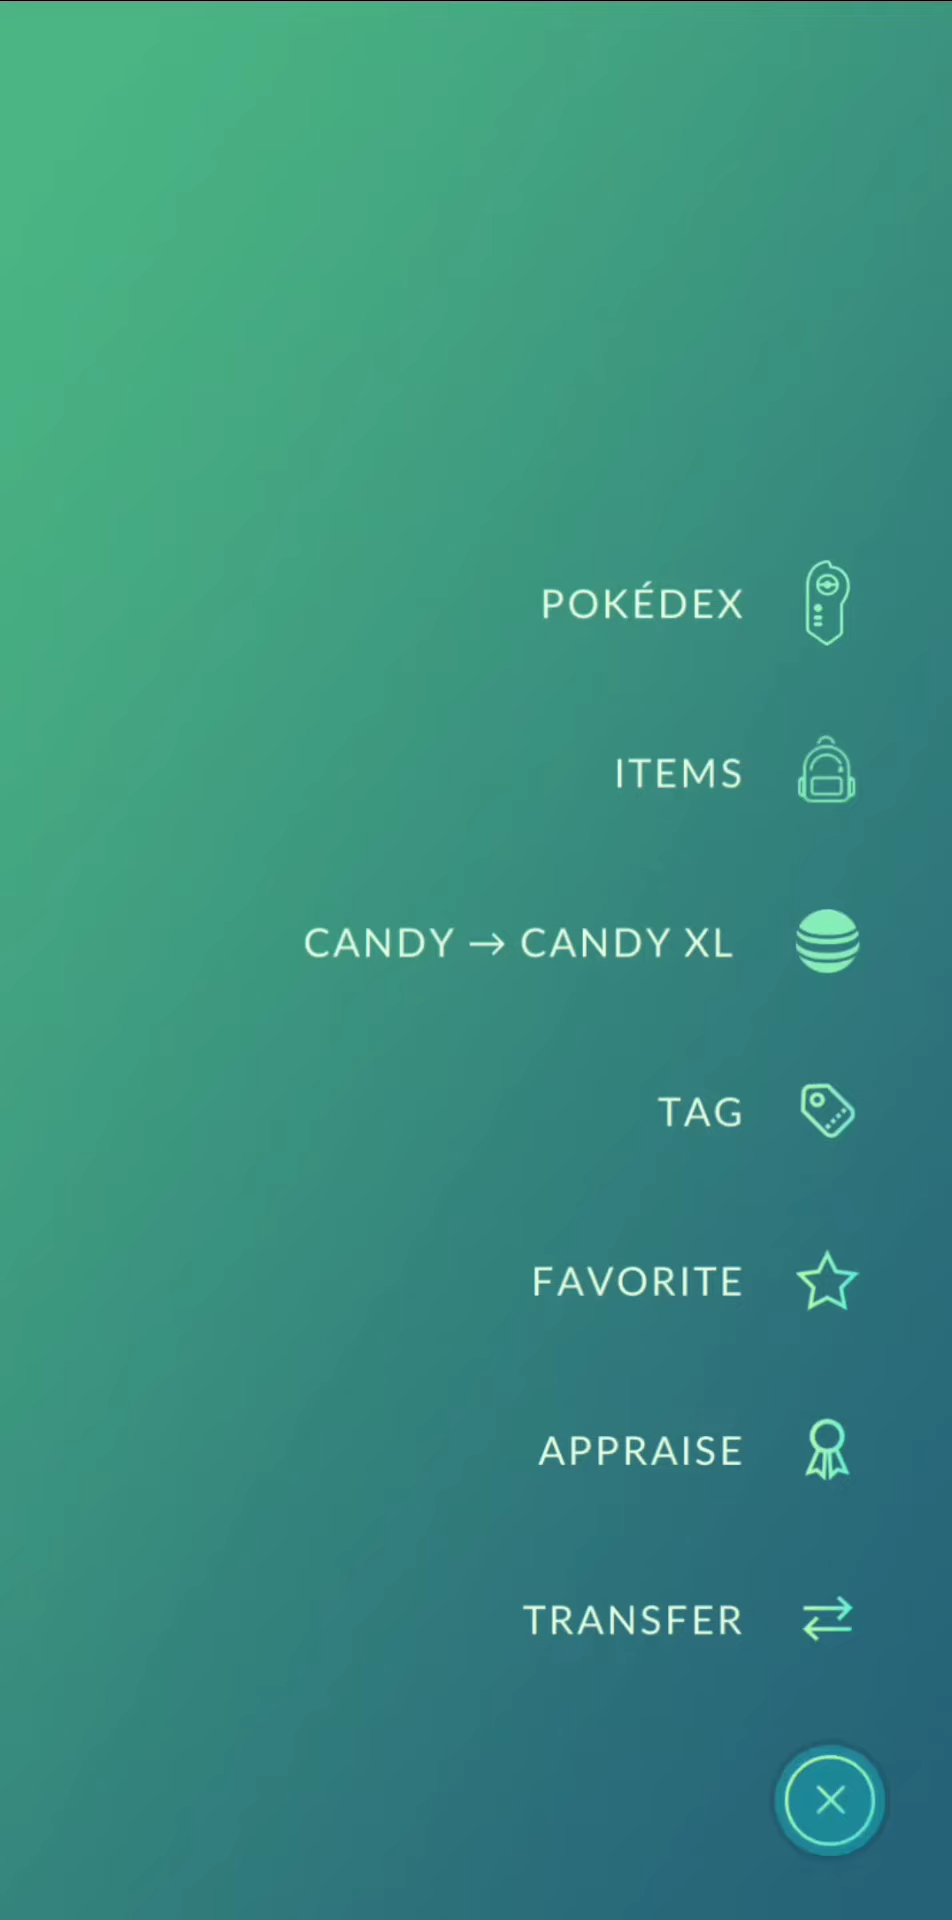 POKÉDEX
ITEMS
CANDY → CANDY XL
TAG
FAVORITE
APPRAISE
TRANSFER